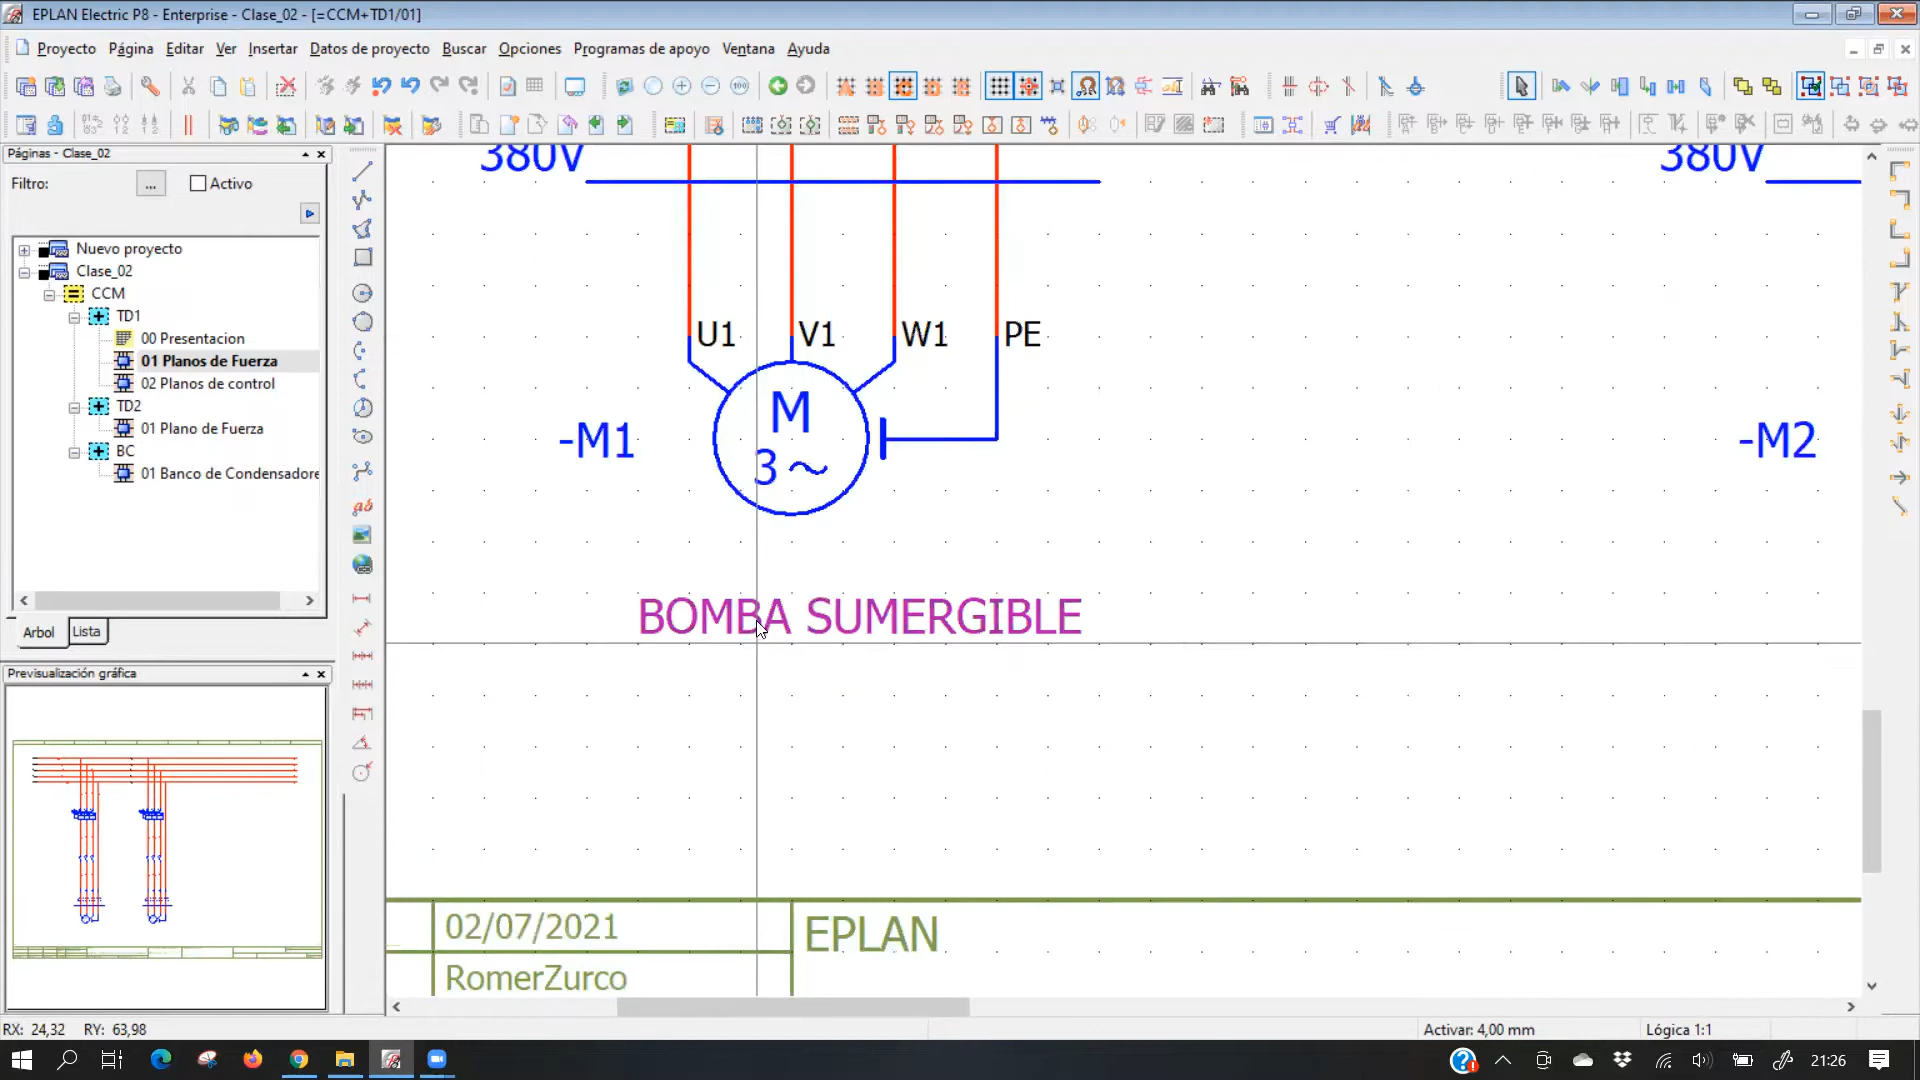 EPLAN Electric P8 - Enterprise - Clase_02 - [=CCM+TD1/01]
Proyecto Página Editar Ver Insertar Datos de proyecto Buscar Opciones Programas de apoyo Ventana Ayuda
100
Páginas - Clase_02
Filtro:
...
Activo
Nuevo proyecto
Clase_02
CCM
TD1
00 Presentacion
01 Planos de Fuerza
02 Planos de control
TD2
01 Plano de Fuerza
BC
01 Banco de Condensadore
Arbol
Lista
Previsualización gráfica
380V
380V
U1
V1
W1
PE
M
3 ~
-M1
-M2
BOMBA SUMERGIBLE
02/07/2021
EPLAN
RomerZurco
RX: 24,32
RY: 63,98
Activar: 4,00 mm
Lógica 1:1
21:26